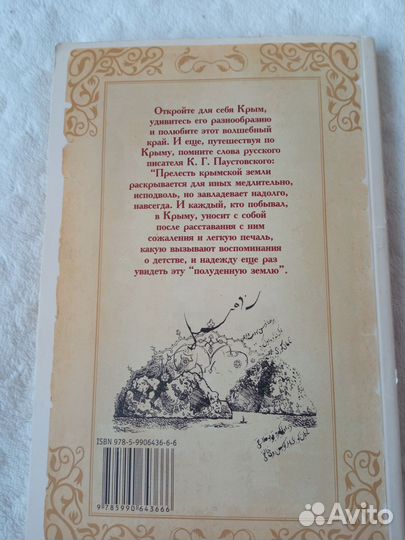 Откройте для себя Крым,
удивитесь его разнообразию
и полюбите этот волшебный
край. И еще, путешествуя по
Крыму, помните слова русского
писателя К. Г. Паустовского:
"Прелесть крымской земли
раскрывается для иных медлительно,
исподволь, но завладевает надолго,
навсегда. И каждый, кто побывал,
в Крыму, уносит с собой
после расставания с ним
сожаления и легкую печаль,
какую вызывают воспоминания
о детстве, и надежду еще раз
увидеть эту "полуденную землю".
ISBN 978-5-9906436-6-6
9 785990 643666
Avito